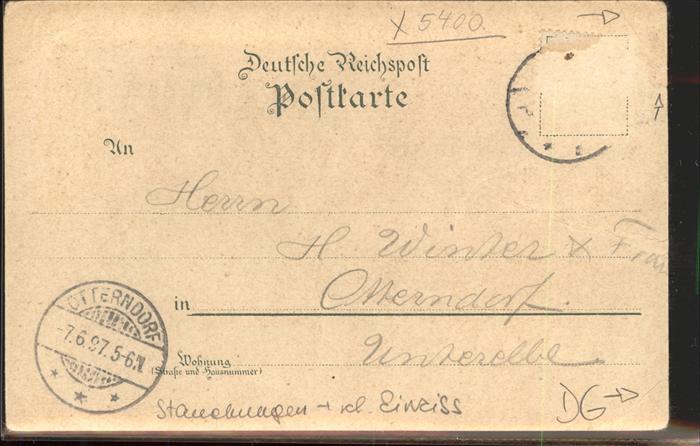 X 5400.
Deutsche Reichspost
Postkarte
An
Herrn
H. Winter & Frau
in Otterndorf.
Wohnung Unterelbe.
(Straße und Hausnummer)
OTTERNDORF
7.6.97.5-6N.
Stauchungen + kl. Einriss
DG